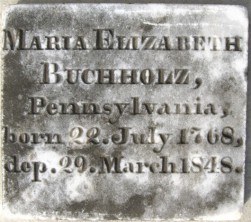 MARIA ELIZABETH
BUCHHOLZ,
Pennsylvania,
born 22. July 1768,
dep. 29. March 1848.